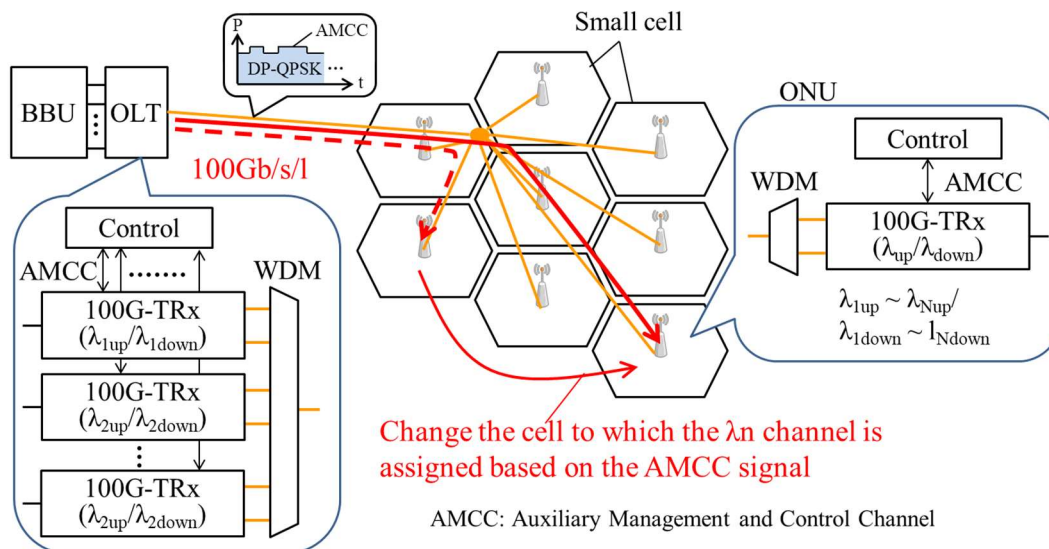 P
AMCC
DP-QPSK
...
t
BBU
OLT
100Gb/s/l
Small cell
ONU
Control
AMCC
WDM
100G-TRx
(λup/λdown)
λ1up ~ λNup/
λ1down ~ lNdown
Control
AMCC
........
WDM
100G-TRx
(λ1up/λ1down)
100G-TRx
(λ2up/λ2down)
100G-TRx
(λ2up/λ2down)
Change the cell to which the λn channel is
assigned based on the AMCC signal
AMCC: Auxiliary Management and Control Channel